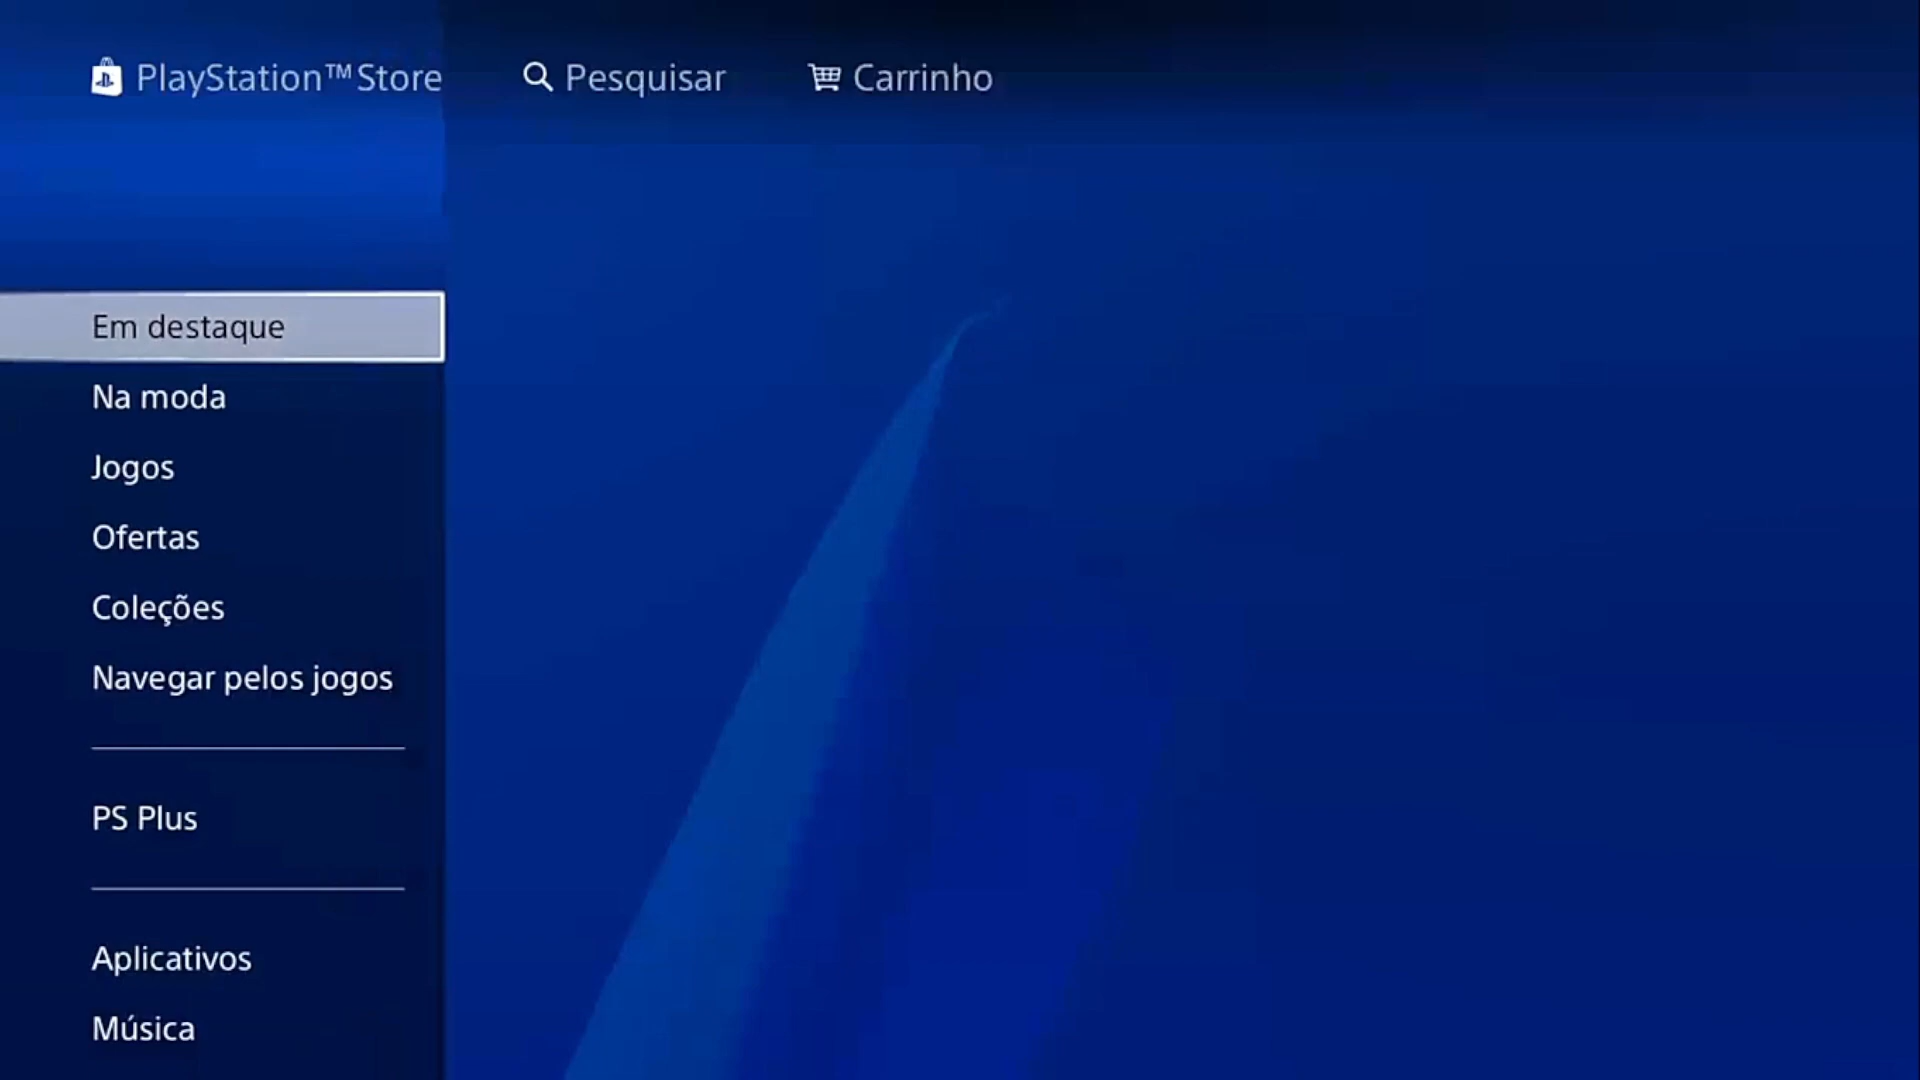 PlayStation™Store
Pesquisar
Carrinho
Em destaque
Na moda
Jogos
Ofertas
Coleções
Navegar pelos jogos
PS Plus
Aplicativos
Música